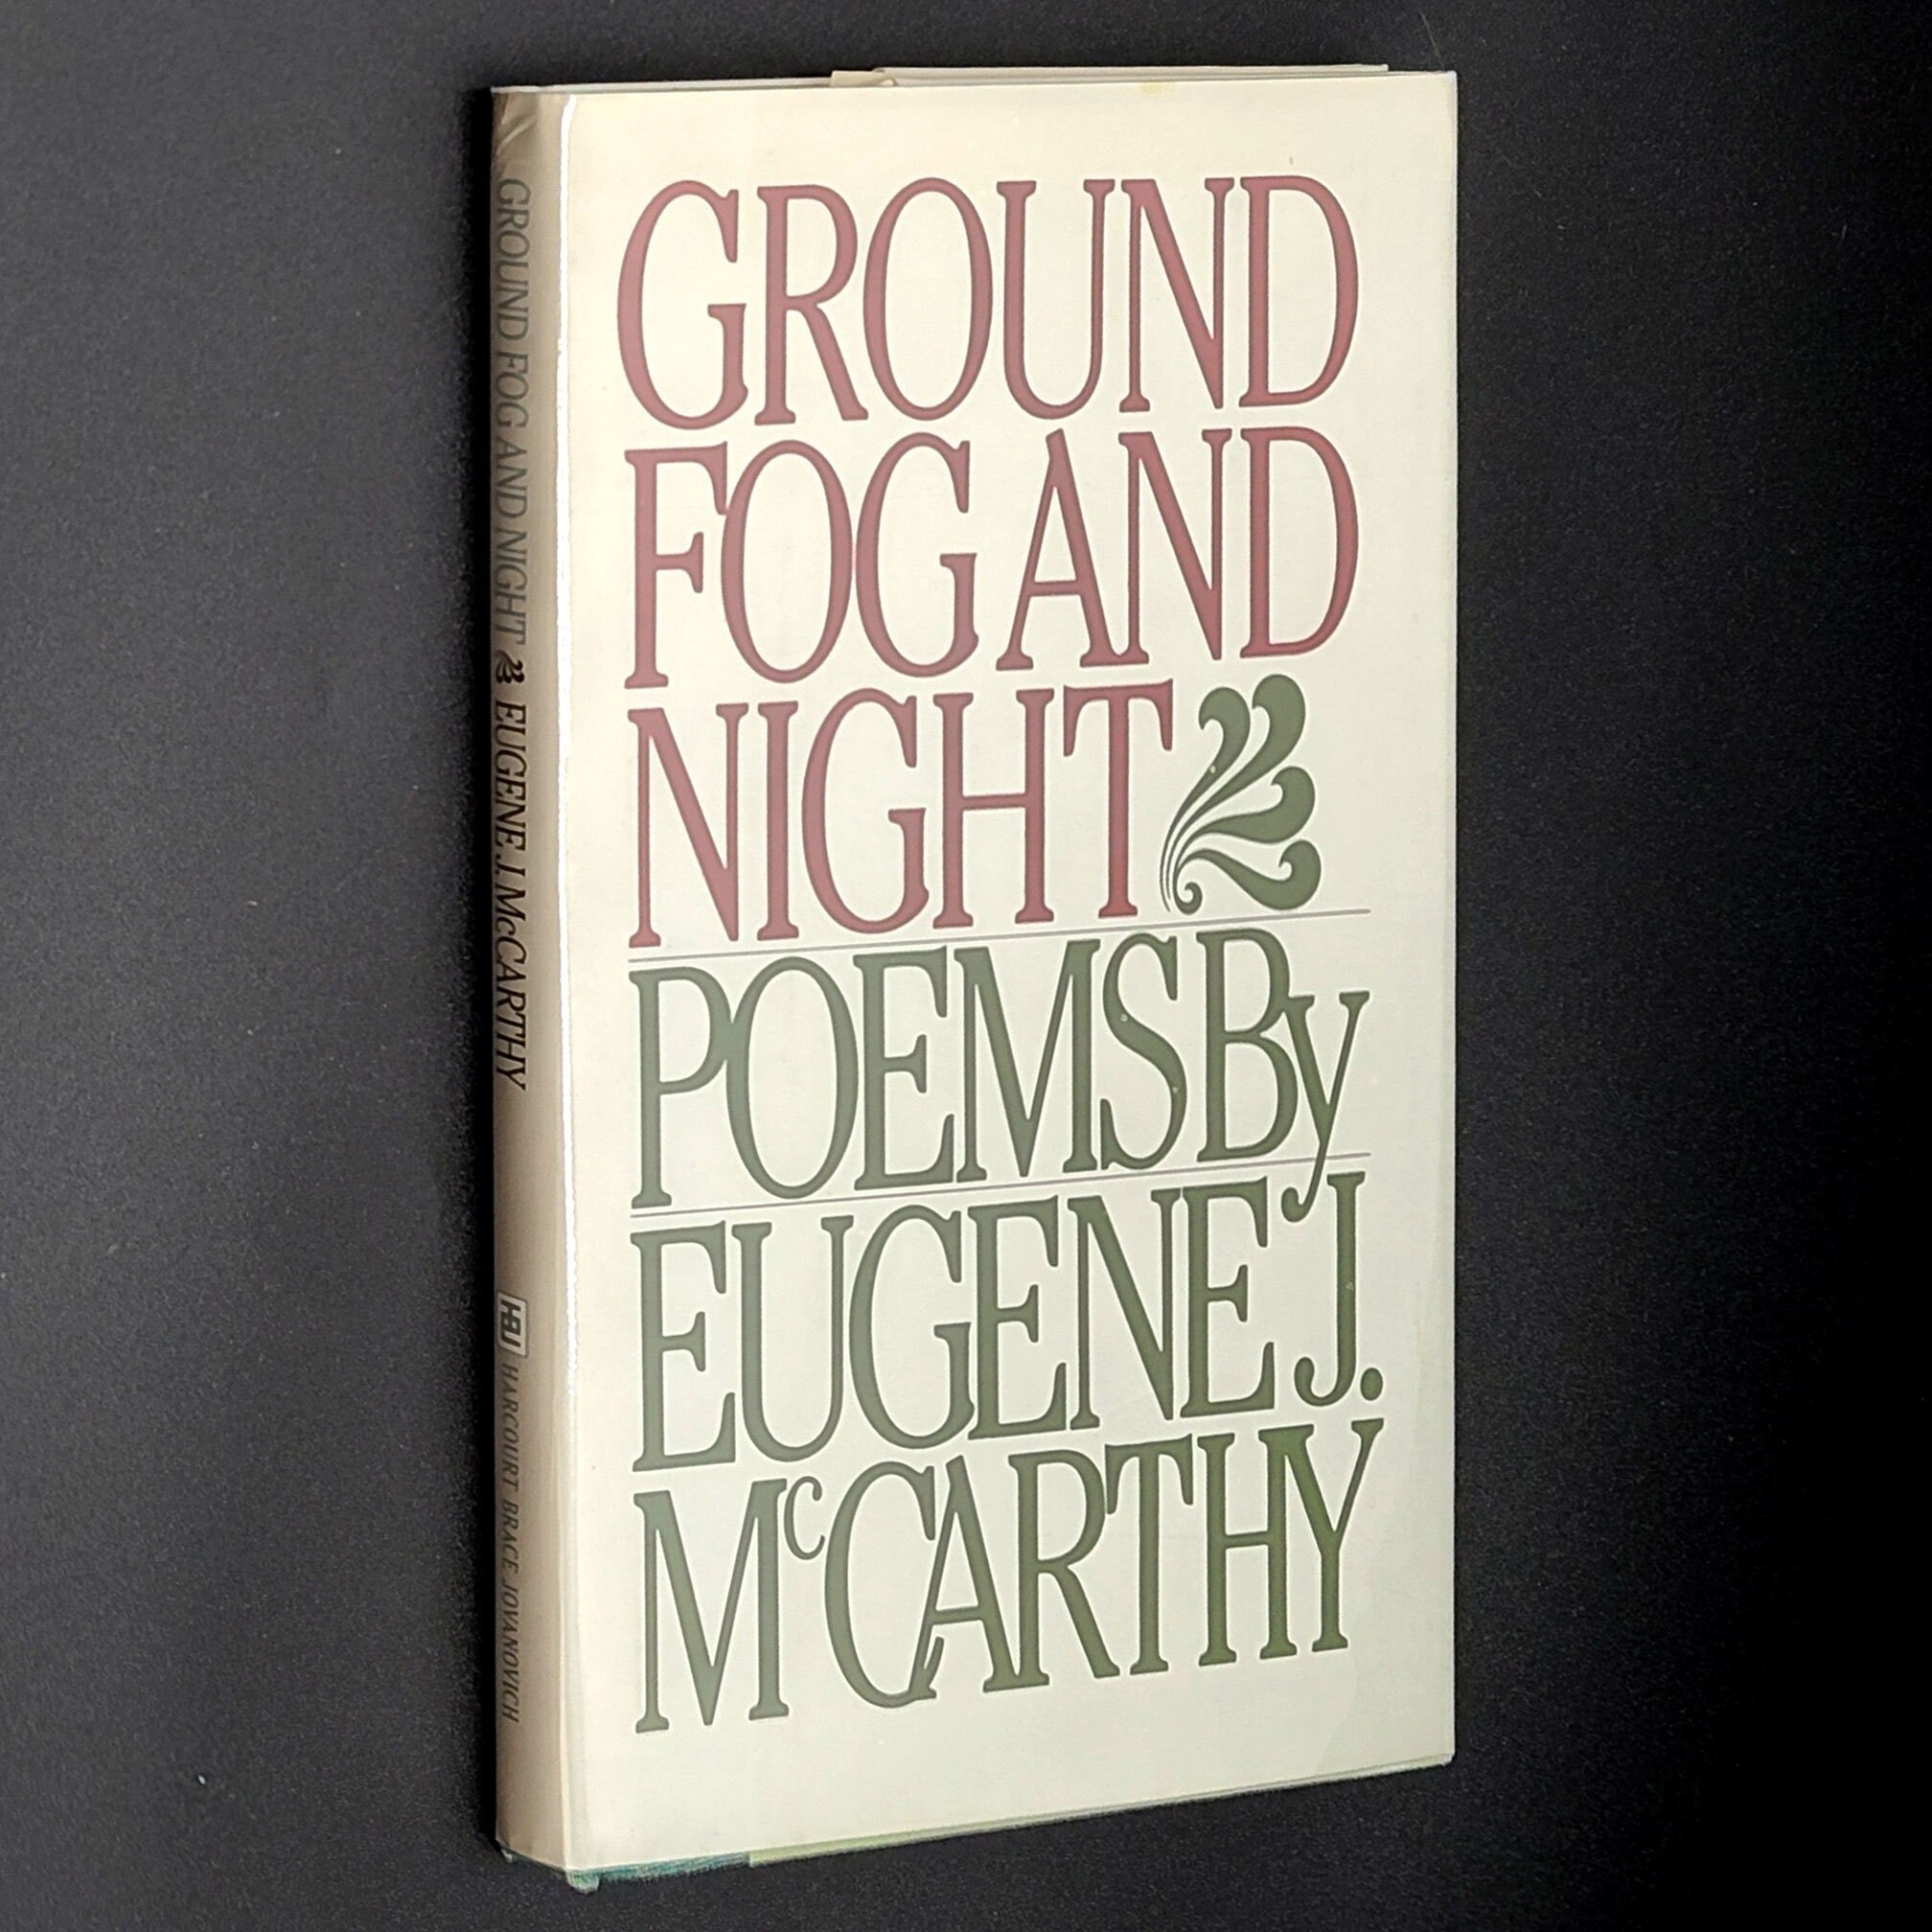 GROUND
FOG AND
NIGHT
POEMS By
EUGENE J.
McCARTHY
GROUND FOG AND NIGHT EUGENE J. McCARTHY HBJ HARCOURT BRACE JOVANOVICH